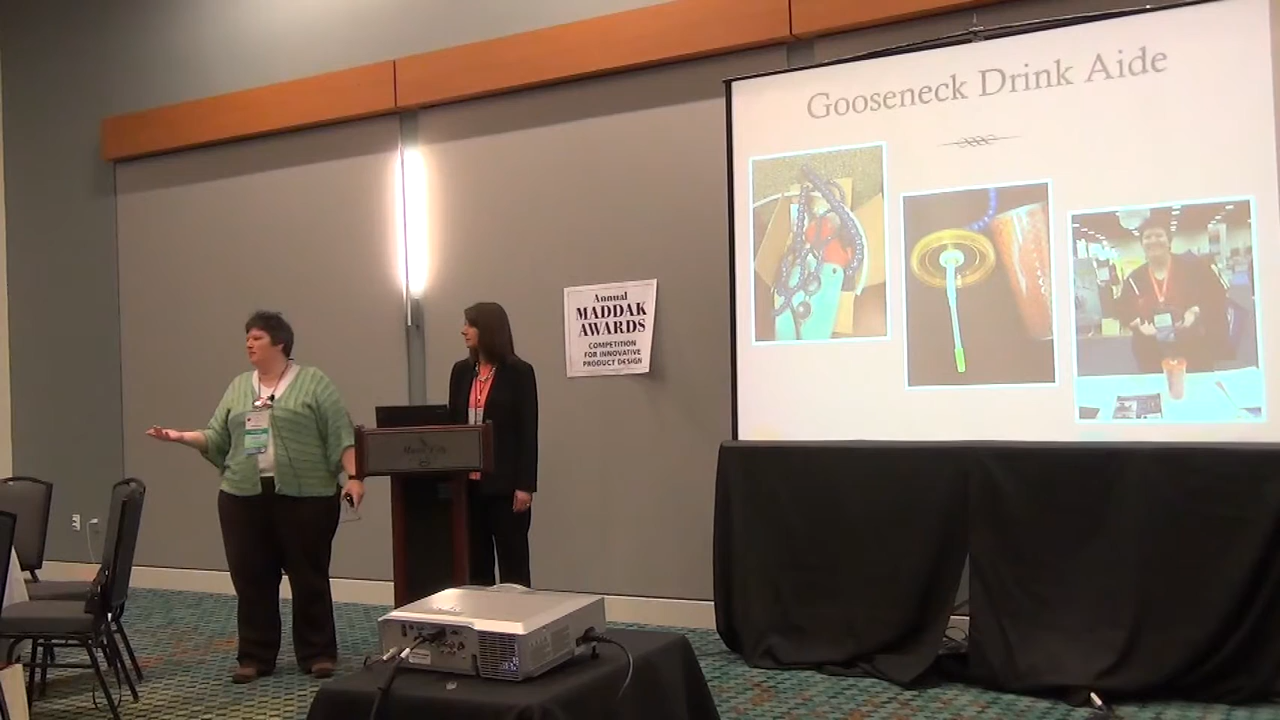 Gooseneck Drink Aide
Annual
MADDAK
AWARDS
COMPETITION
FOR INNOVATIVE
PRODUCT DESIGN